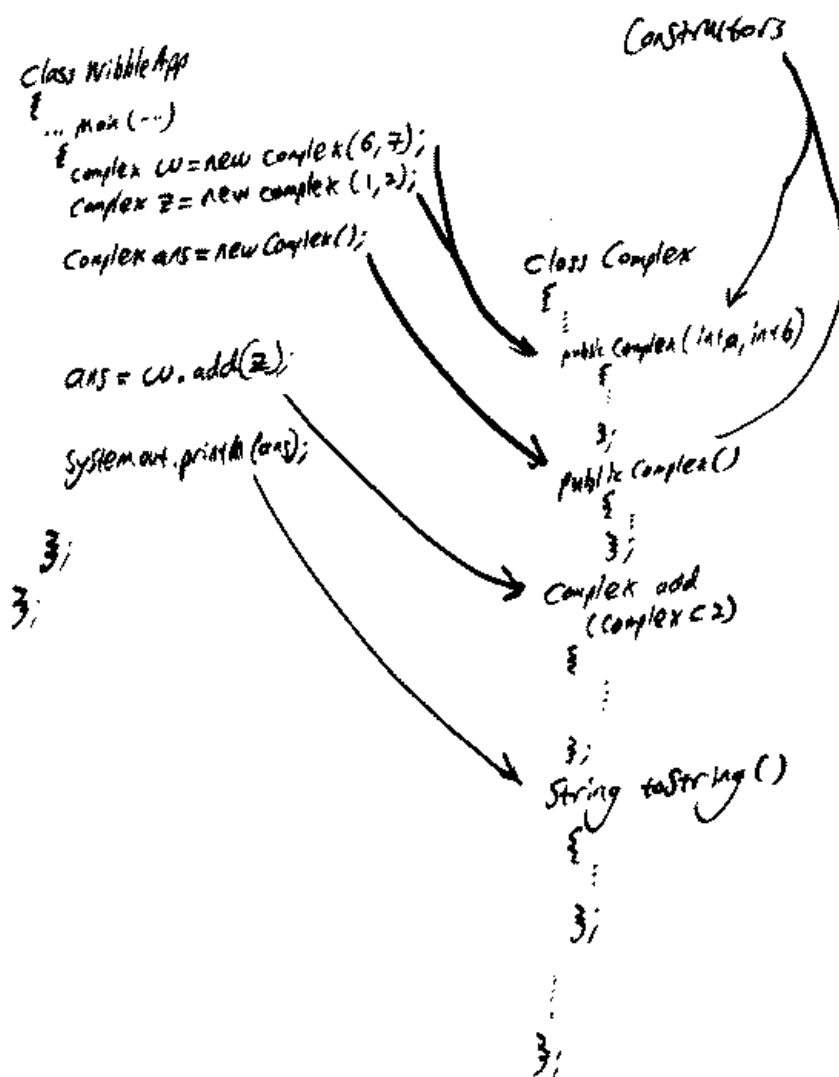 Class WibbleApp
{
... main (...)
{
Complex w = new Complex (6, 7);
Complex z = new Complex (1, 2);
Complex ans = new Complex ();
ans = w. add(z);
System out. println (ans);
};
};
Constructors
Class Complex
{
⋮
public Complex (int a, int b)
{
⋮
};
public Complex ()
{
⋮
};
Complex add
(Complex c2)
{
⋮
};
String toString ()
{
⋮
};
⋮
};